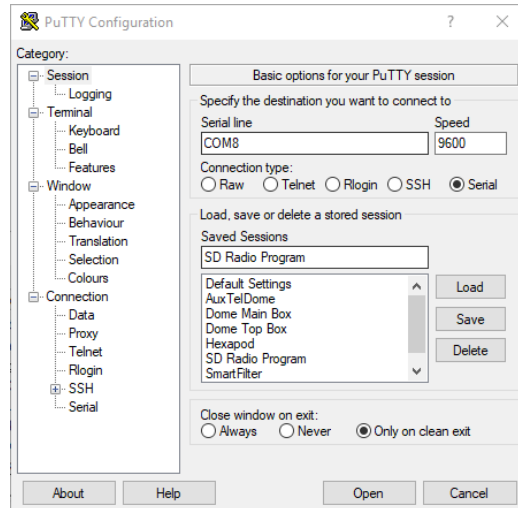 PuTTY Configuration
?
Category:
Session
Logging
Terminal
Keyboard
Bell
Features
Window
Appearance
Behaviour
Translation
Selection
Colours
Connection
Data
Proxy
Telnet
Rlogin
SSH
Serial
Basic options for your PuTTY session
Specify the destination you want to connect to
Serial line Speed
COM8 9600
Connection type:
Raw Telnet Rlogin SSH Serial
Load, save or delete a stored session
Saved Sessions
SD Radio Program
Default Settings
AuxTelDome
Dome Main Box
Dome Top Box
Hexapod
SD Radio Program
SmartFilter
Load
Save
Delete
Close window on exit:
Always Never Only on clean exit
About Help Open Cancel